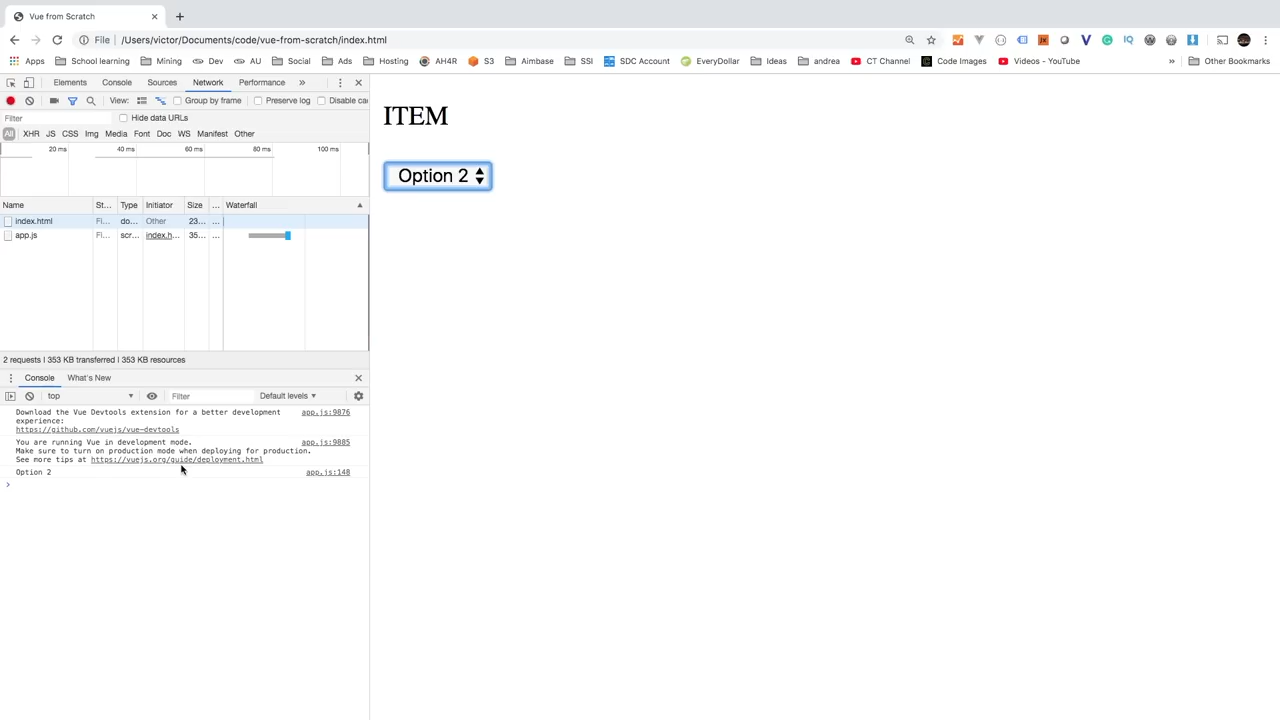 Vue from Scratch
File /Users/victor/Documents/code/vue-from-scratch/index.html
Apps School learning Mining Dev AU Social Ads Hosting AH4R S3 Aimbase SSI SDC Account EveryDollar Ideas andrea CT Channel Code Images Videos - YouTube » Other Bookmarks
Elements Console Sources Network Performance »
View: Group by frame Preserve log Disable cac
Filter Hide data URLs
All XHR JS CSS Img Media Font Doc WS Manifest Other
20 ms 40 ms 60 ms 80 ms 100 ms
Name St... Type Initiator Size ... Waterfall
index.html Fi... do... Other 23... ...
app.js Fi... scr... index.h... 35... ...
2 requests | 353 KB transferred | 353 KB resources
Console What's New
top Filter Default levels
Download the Vue Devtools extension for a better development app.js:9876
experience:
https://github.com/vuejs/vue-devtools
You are running Vue in development mode. app.js:9885
Make sure to turn on production mode when deploying for production.
See more tips at https://vuejs.org/guide/deployment.html
Option 2 app.js:148
ITEM
Option 2